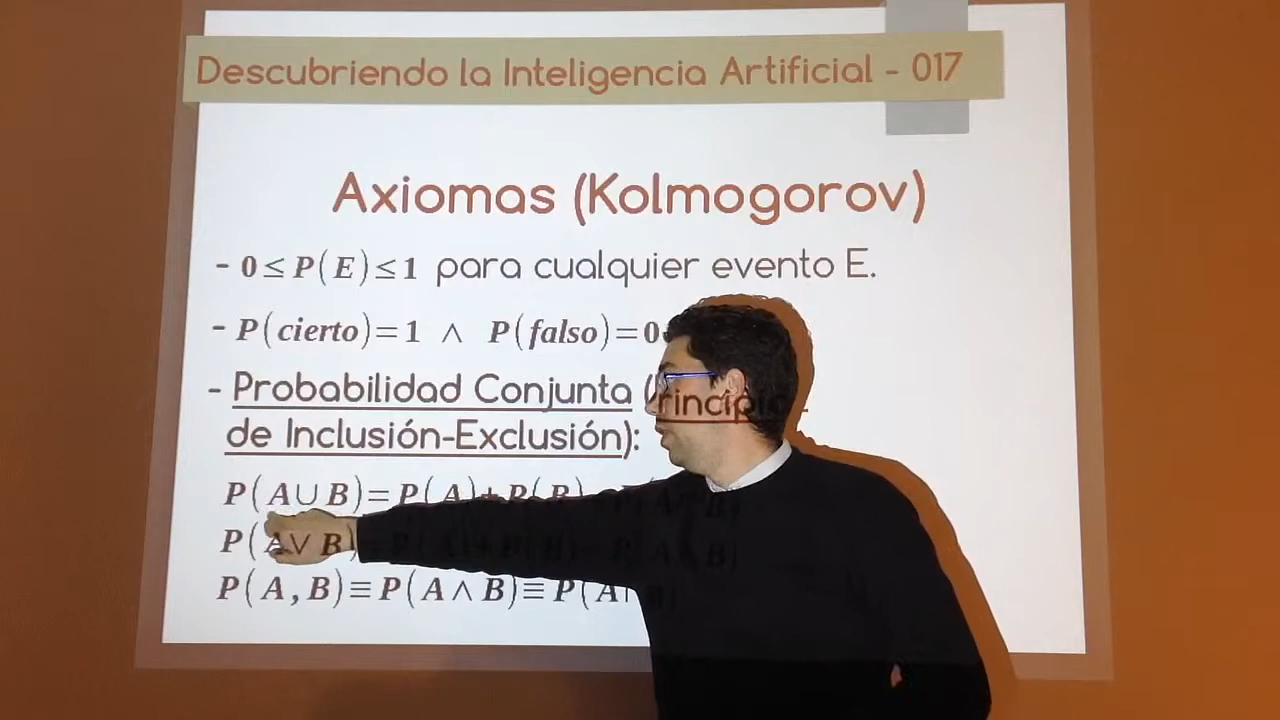 Descubriendo la Inteligencia Artificial - 017
Axiomas (Kolmogorov)
- 0 ≤ P(E) ≤ 1 para cualquier evento E.
- P(cierto)=1 ∧ P(falso)=0
- Probabilidad Conjunta (Principio
de Inclusión-Exclusión):
P(A∪B)=P(A)+P(B)-P(A∩B)
P(A∨B)=P(A)+P(B)-P(A∧B)
P(A,B)≡P(A∧B)≡P(A∩B)